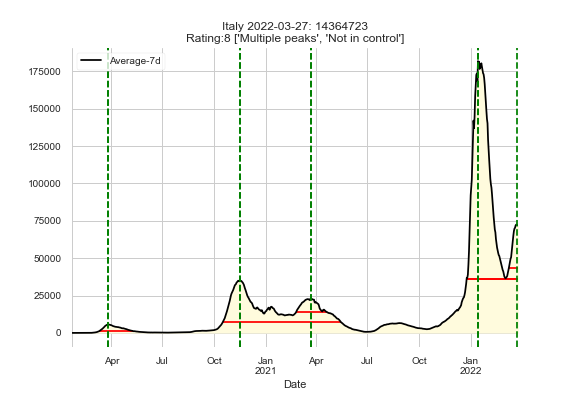 Italy 2022-03-27: 14364723
Rating:8 ['Multiple peaks', 'Not in control']
Average-7d
175000
150000
125000
100000
75000
50000
25000
0
Apr Jul Oct Jan Apr Jul Oct Jan
2021 2022
Date